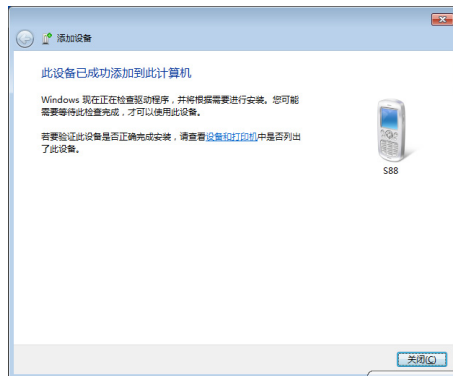 添加设备
此设备已成功添加到此计算机
Windows 现在正在检查驱动程序，并将根据需要进行安装。您可能
需要等待此检查完成，才可以使用此设备。
若要验证此设备是否正确完成安装，请查看设备和打印机中是否列出
了此设备。
S88
关闭(C)